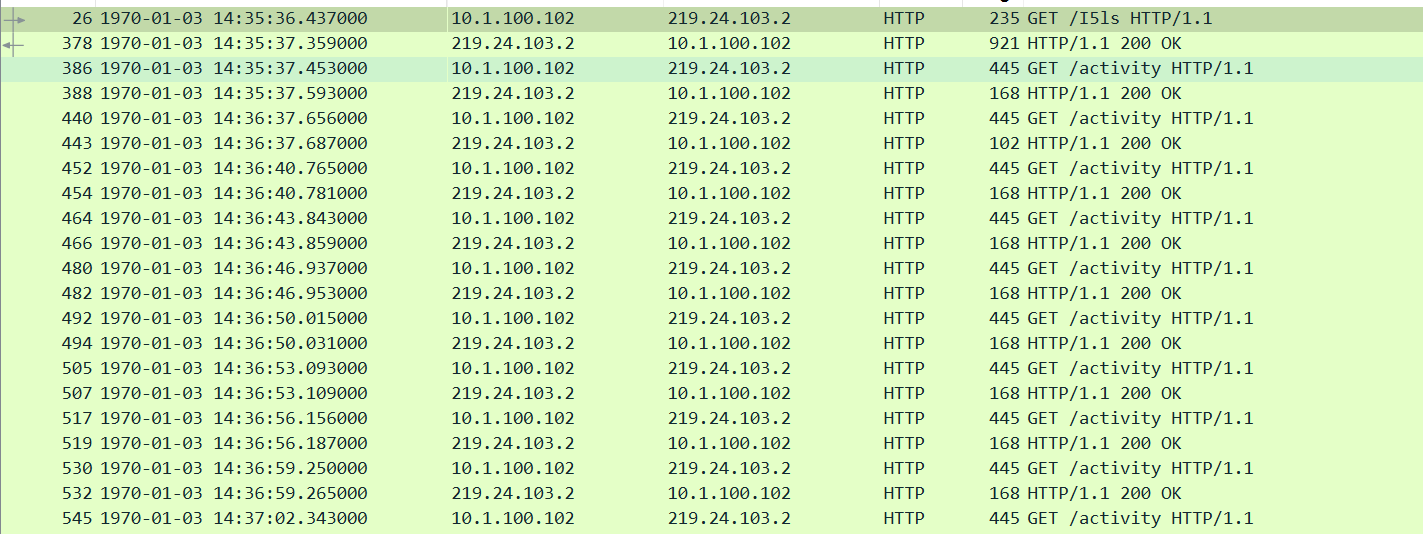 26 1970-01-03 14:35:36.437000 10.1.100.102 219.24.103.26 HTTP 235 GET /I5ls HTTP/1.1
378 1970-01-03 14:35:37.359000 219.24.103.26 10.1.100.102 HTTP 921 HTTP/1.1 200 OK
386 1970-01-03 14:35:37.453000 10.1.100.102 219.24.103.2 HTTP 445 GET /activity HTTP/1.1
388 1970-01-03 14:35:37.593000 219.24.103.2 10.1.100.102 HTTP 168 HTTP/1.1 200 OK
440 1970-01-03 14:36:37.656000 10.1.100.102 219.24.103.2 HTTP 445 GET /activity HTTP/1.1
443 1970-01-03 14:36:37.687000 219.24.103.2 10.1.100.102 HTTP 102 HTTP/1.1 200 OK
452 1970-01-03 14:36:40.765000 10.1.100.102 219.24.103.2 HTTP 445 GET /activity HTTP/1.1
454 1970-01-03 14:36:40.781000 219.24.103.2 10.1.100.102 HTTP 168 HTTP/1.1 200 OK
464 1970-01-03 14:36:43.843000 10.1.100.102 219.24.103.2 HTTP 445 GET /activity HTTP/1.1
466 1970-01-03 14:36:43.859000 219.24.103.2 10.1.100.102 HTTP 168 HTTP/1.1 200 OK
480 1970-01-03 14:36:46.937000 10.1.100.102 219.24.103.2 HTTP 445 GET /activity HTTP/1.1
482 1970-01-03 14:36:46.953000 219.24.103.2 10.1.100.102 HTTP 168 HTTP/1.1 200 OK
492 1970-01-03 14:36:50.015000 10.1.100.102 219.24.103.2 HTTP 445 GET /activity HTTP/1.1
494 1970-01-03 14:36:50.031000 219.24.103.2 10.1.100.102 HTTP 168 HTTP/1.1 200 OK
505 1970-01-03 14:36:53.093000 10.1.100.102 219.24.103.2 HTTP 445 GET /activity HTTP/1.1
507 1970-01-03 14:36:53.109000 219.24.103.2 10.1.100.102 HTTP 168 HTTP/1.1 200 OK
517 1970-01-03 14:36:56.156000 10.1.100.102 219.24.103.2 HTTP 445 GET /activity HTTP/1.1
519 1970-01-03 14:36:56.187000 219.24.103.2 10.1.100.102 HTTP 168 HTTP/1.1 200 OK
530 1970-01-03 14:36:59.250000 10.1.100.102 219.24.103.2 HTTP 445 GET /activity HTTP/1.1
532 1970-01-03 14:36:59.265000 219.24.103.2 10.1.100.102 HTTP 168 HTTP/1.1 200 OK
545 1970-01-03 14:37:02.343000 10.1.100.102 219.24.103.2 HTTP 445 GET /activity HTTP/1.1